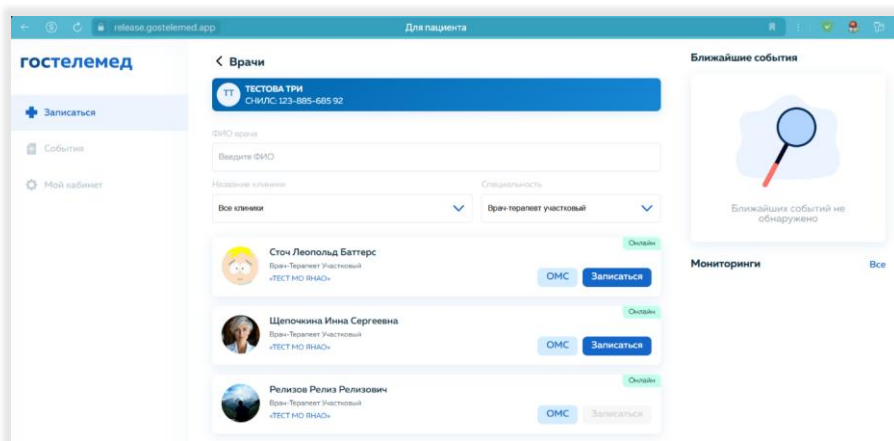 release.gostelemed.app
Для пациента
гостелемед
Записаться
События
Мой кабинет
Врачи
ТТ
ТЕСТОВА ТРИ
СНИЛС: 123-885-685 92
ФИО врача
Введите ФИО
Название клиники
Специальность
Все клиники
Врач-терапевт участковый
Онлайн
Сточ Леопольд Баттерс
Врач-Терапевт Участковый
«ТЕСТ МО ЯНАО»
ОМС
Записаться
Онлайн
Щепочкина Инна Сергеевна
Врач-Терапевт Участковый
«ТЕСТ МО ЯНАО»
ОМС
Записаться
Онлайн
Релизов Релиз Релизович
Врач-Терапевт Участковый
«ТЕСТ МО ЯНАО»
ОМС
Записаться
Ближайшие события
Ближайших событий не
обнаружено
Мониторинги
Все